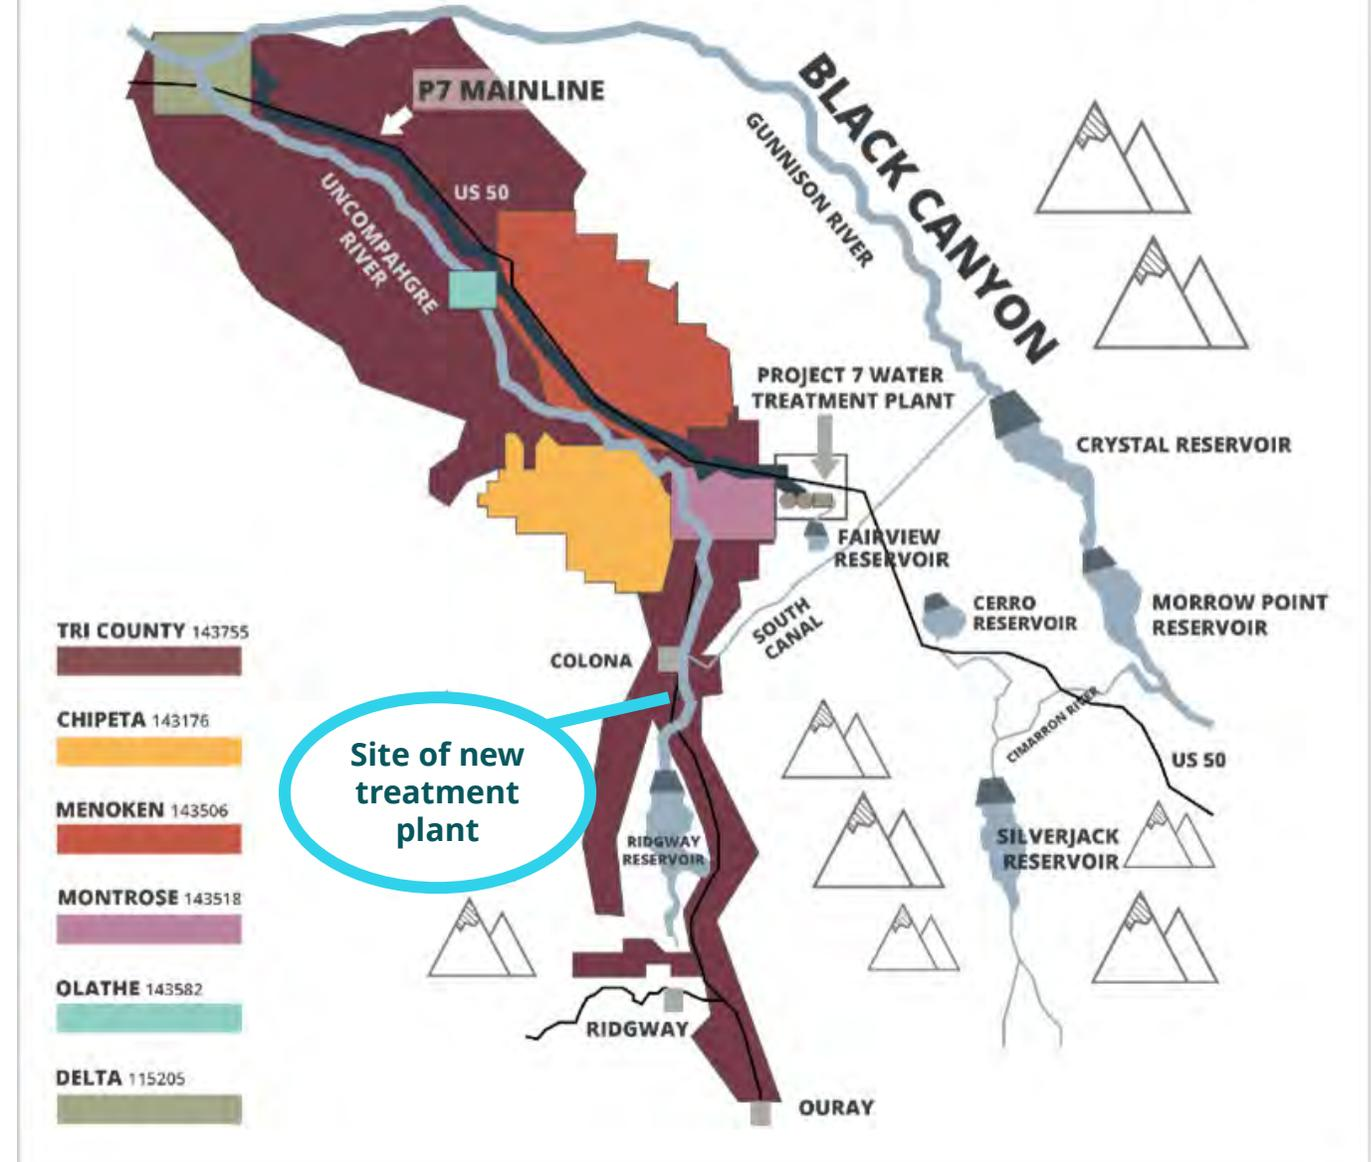 P7 MAINLINE
US 50
UNCOMPAHGRE
RIVER
BLACK CANYON
GUNNISON RIVER
PROJECT 7 WATER
TREATMENT PLANT
CRYSTAL RESERVOIR
FAIRVIEW
RESERVOIR
CERRO
RESERVOIR
MORROW POINT
RESERVOIR
SOUTH
CANAL
COLONA
CIMARRON RIVER
US 50
Site of new
treatment
plant
RIDGWAY
RESERVOIR
SILVERJACK
RESERVOIR
RIDGWAY
OURAY
TRI COUNTY 143755
CHIPETA 143176
MENOKEN 143506
MONTROSE 143518
OLATHE 143582
DELTA 115205